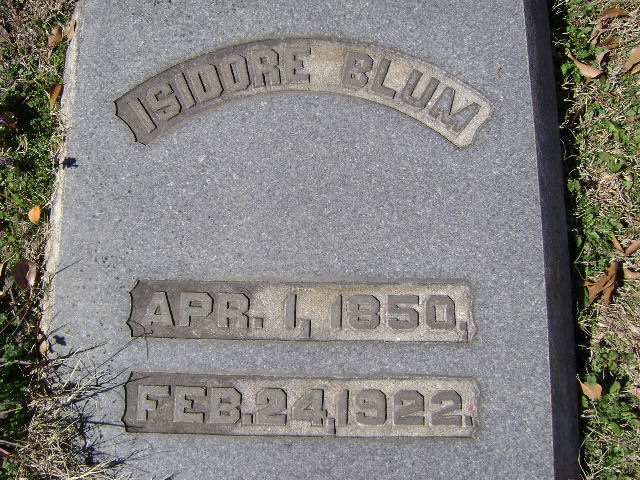 ISIDORE BLUM
APR. 1, 1850.
FEB. 24, 1922.